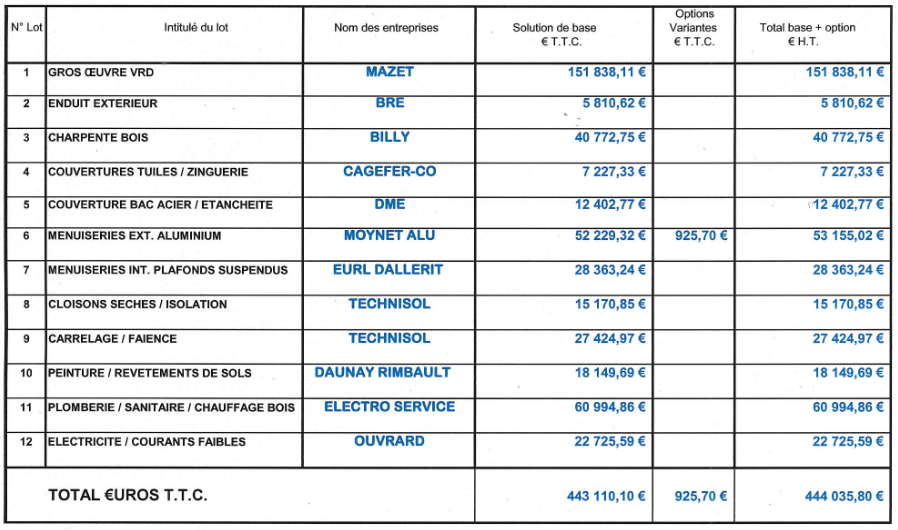 N° Lot Intitulé du lot Nom des entreprises Solution de base € T.T.C. Options Variantes € T.T.C. Total base + option € H.T.
1 GROS ŒUVRE VRD MAZET 151 838,11 € 151 838,11 €
2 ENDUIT EXTERIEUR BRE 5 810,62 € 5 810,62 €
3 CHARPENTE BOIS BILLY 40 772,75 € 40 772,75 €
4 COUVERTURES TUILES / ZINGUERIE CAGEFER-CO 7 227,33 € 7 227,33 €
5 COUVERTURE BAC ACIER / ETANCHEITE DME 12 402,77 € 12 402,77 €
6 MENUISERIES EXT. ALUMINIUM MOYNET ALU 52 229,32 € 925,70 € 53 155,02 €
7 MENUISERIES INT. PLAFONDS SUSPENDUS EURL DALLERIT 28 363,24 € 28 363,24 €
8 CLOISONS SECHES / ISOLATION TECHNISOL 15 170,85 € 15 170,85 €
9 CARRELAGE / FAIENCE TECHNISOL 27 424,97 € 27 424,97 €
10 PEINTURE / REVETEMENTS DE SOLS DAUNAY RIMBAULT 18 149,69 € 18 149,69 €
11 PLOMBERIE / SANITAIRE / CHAUFFAGE BOIS ELECTRO SERVICE 60 994,86 € 60 994,86 €
12 ELECTRICITE / COURANTS FAIBLES OUVRARD 22 725,59 € 22 725,59 €
TOTAL €UROS T.T.C. 443 110,10 € 925,70 € 444 035,80 €